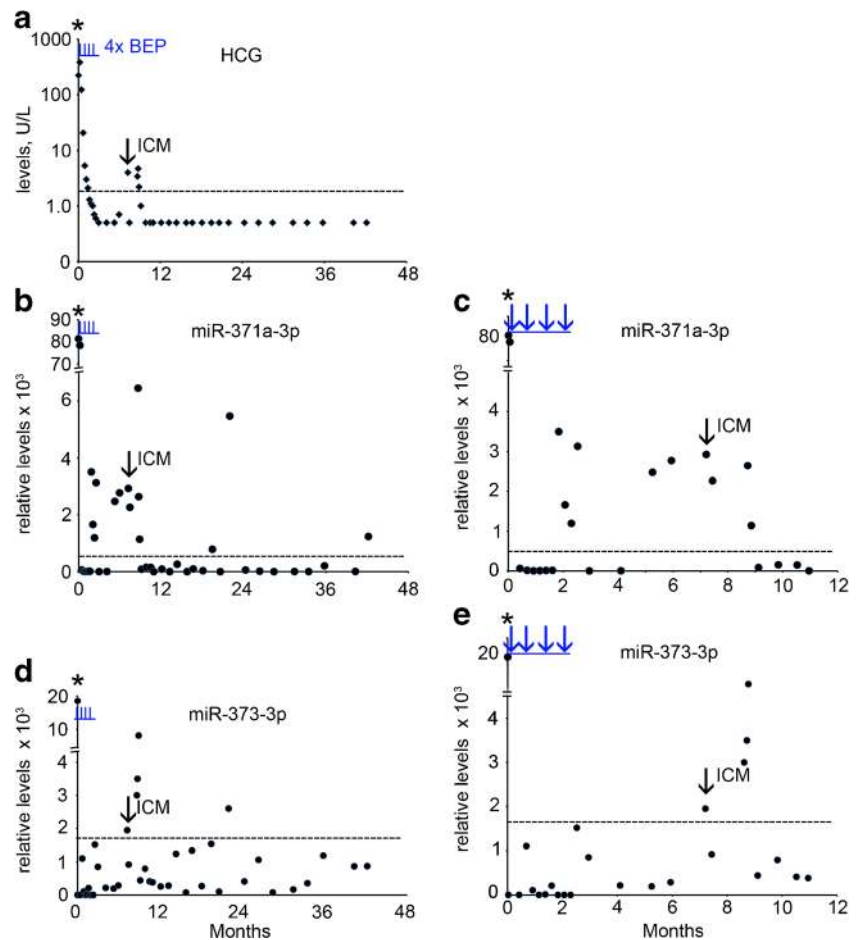 a
*
4x BEP
HCG
1000
100
10
1.0
0
levels, U/L
ICM
0 12 24 36 48
b
*
miR-371a-3p
90
80
70
6
4
2
0
relative levels x 10³
ICM
0 12 24 36 48
c
*
miR-371a-3p
80
4
3
2
1
0
relative levels x 10³
ICM
0 2 4 6 8 10 12
d
*
miR-373-3p
20
10
4
3
2
1
0
relative levels x 10³
ICM
0 12 24 36 48
Months
e
*
miR-373-3p
20
4
3
2
1
0
relative levels x 10³
ICM
0 2 4 6 8 10 12
Months